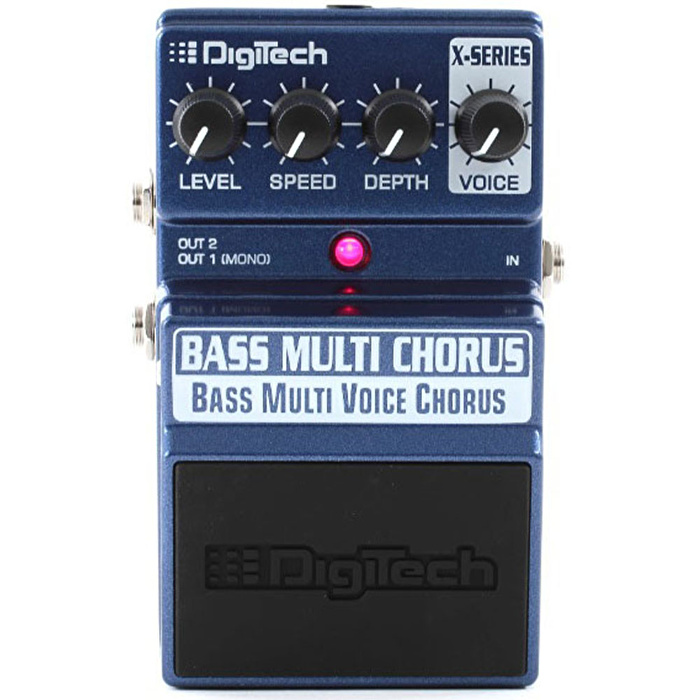 DigiTech X-SERIES
LEVEL SPEED DEPTH VOICE
OUT 2
OUT 1 (MONO) IN
BASS MULTI CHORUS
BASS MULTI VOICE CHORUS
DigiTech